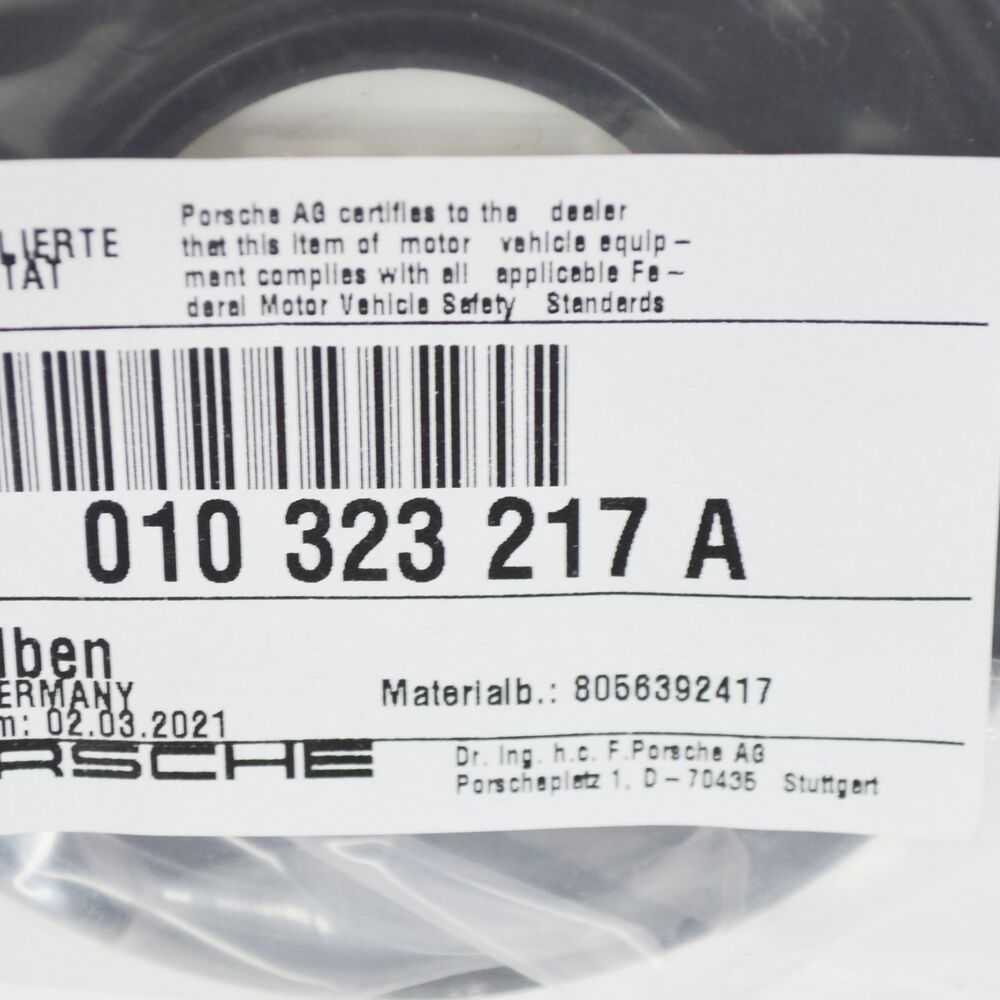 LIERTE
TÄT
Porsche AG certifies to the dealer
that this item of motor vehicle equip-
ment complies with all applicable Fe-
deral Motor Vehicle Safety Standards
010 323 217 A
lben
ERMANY
m: 02.03.2021
Materialb.: 8056392417
RSCHE
Dr. Ing. h.c. F.Porsche AG
Porscheplatz 1, D-70435 Stuttgart